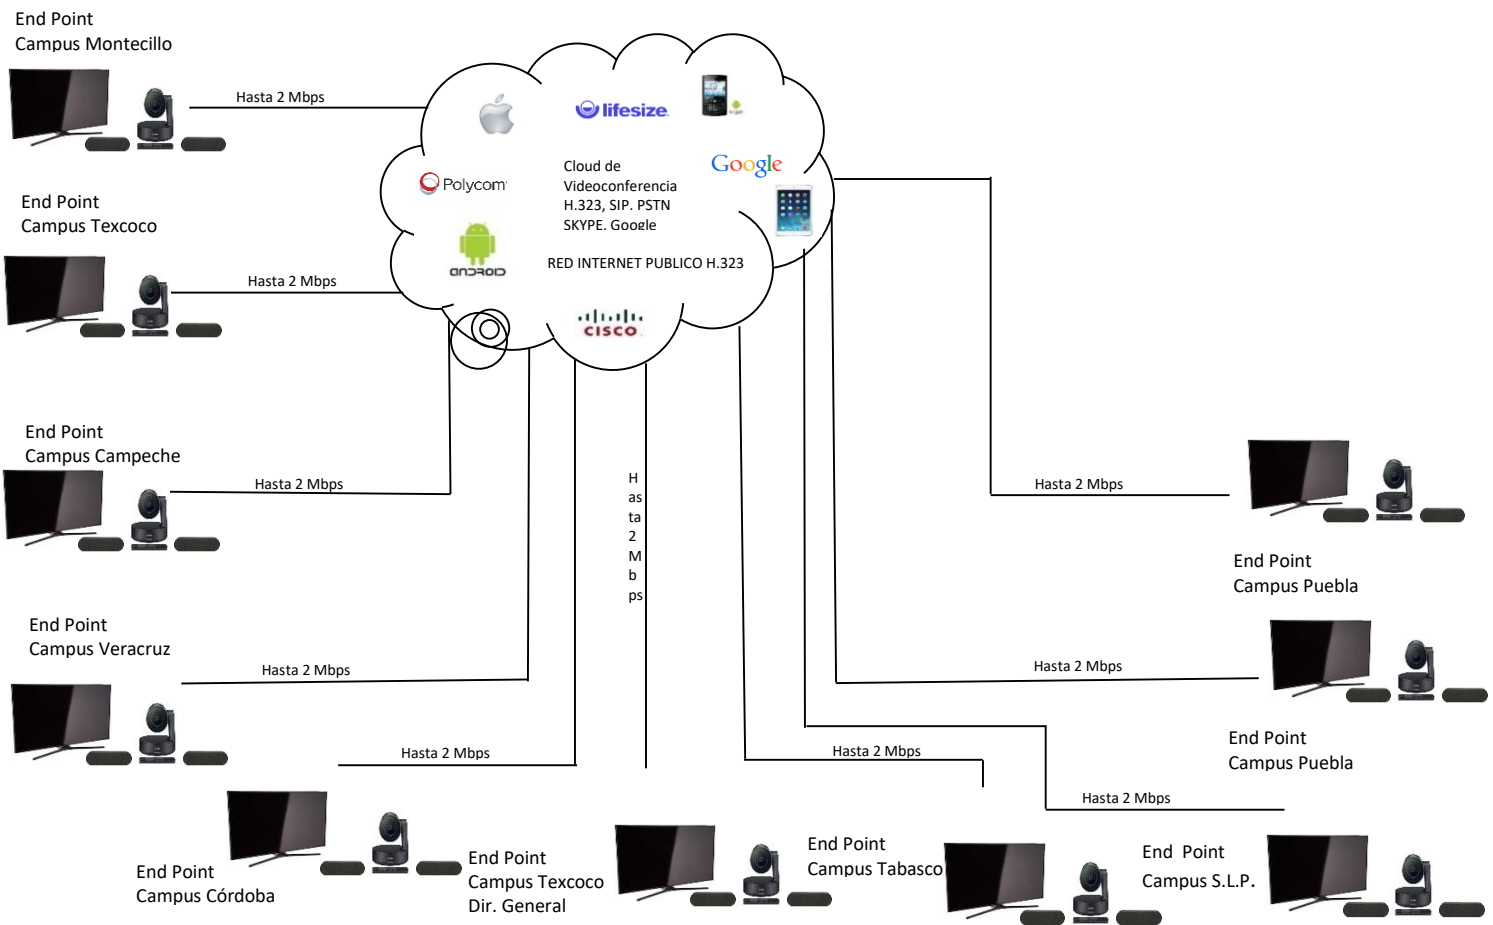 End Point
Campus Montecillo
Hasta 2 Mbps
lifesize
Google
Polycom
Cloud de
Videoconferencia
H.323, SIP. PSTN
SKYPE. Google
End Point
Campus Texcoco
Hasta 2 Mbps
ANDROID
RED INTERNET PUBLICO H.323
CISCO
End Point
Campus Campeche
Hasta 2 Mbps
H
as
ta
2
M
b
ps
Hasta 2 Mbps
End Point
Campus Puebla
End Point
Campus Veracruz
Hasta 2 Mbps
Hasta 2 Mbps
End Point
Campus Puebla
Hasta 2 Mbps
Hasta 2 Mbps
Hasta 2 Mbps
End Point
Campus Córdoba
End Point
Campus Texcoco
Dir. General
End Point
Campus Tabasco
End Point
Campus S.L.P.